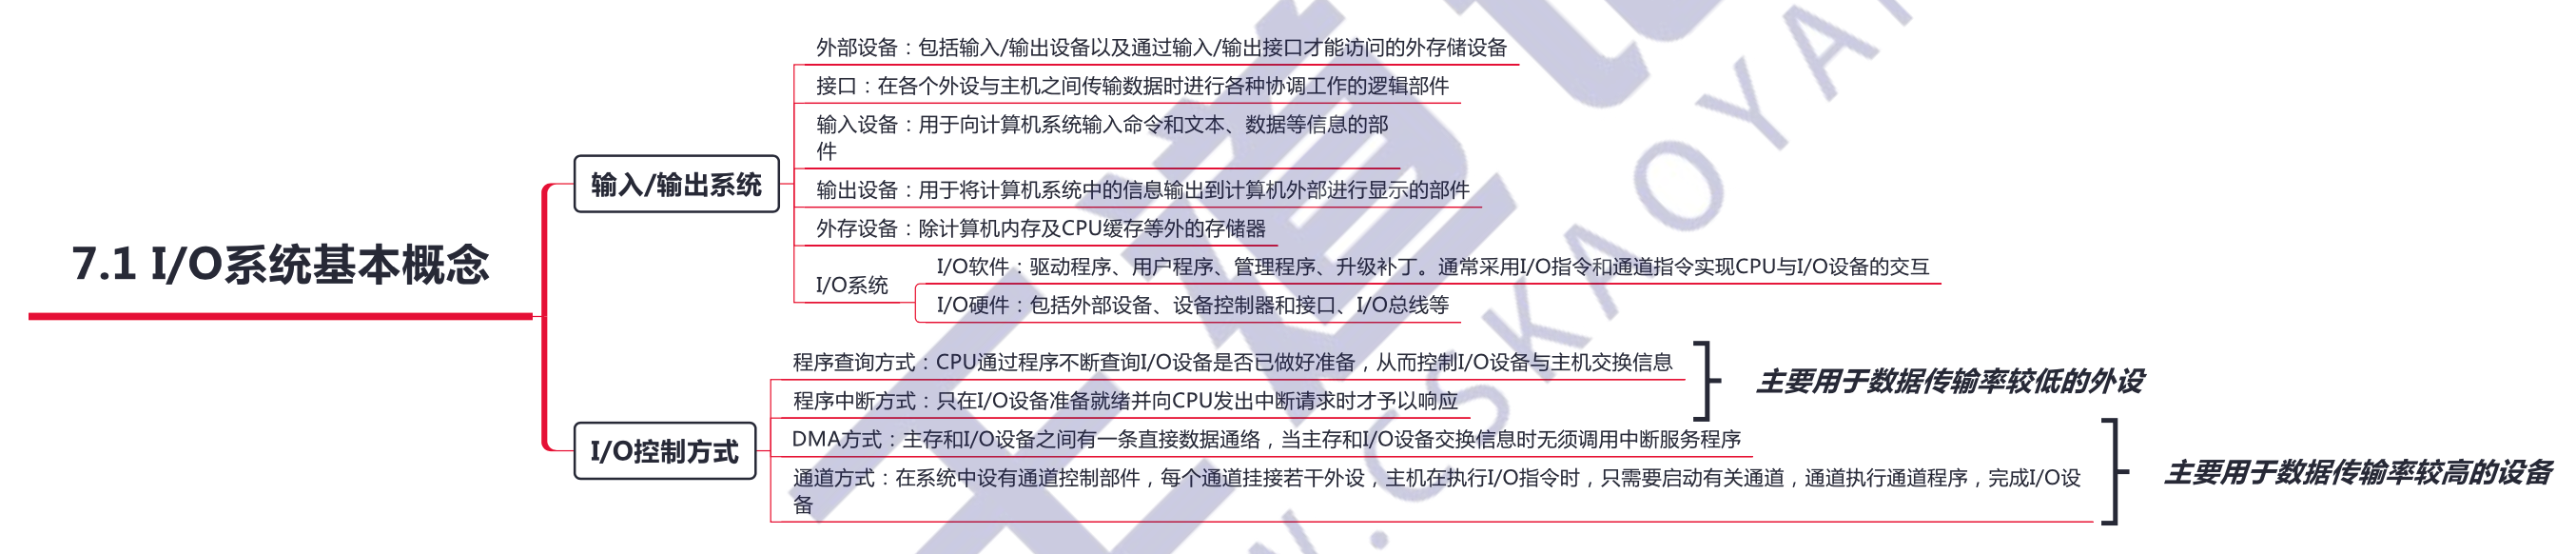 7.1 I/O系统基本概念
输入/输出系统
外部设备：包括输入/输出设备以及通过输入/输出接口才能访问的外存储设备
接口：在各个外设与主机之间传输数据时进行各种协调工作的逻辑部件
输入设备：用于向计算机系统输入命令和文本、数据等信息的部
件
输出设备：用于将计算机系统中的信息输出到计算机外部进行显示的部件
外存设备：除计算机内存及CPU缓存等外的存储器
I/O系统
I/O软件：驱动程序、用户程序、管理程序、升级补丁。通常采用I/O指令和通道指令实现CPU与I/O设备的交互
I/O硬件：包括外部设备、设备控制器和接口、I/O总线等
I/O控制方式
程序查询方式：CPU通过程序不断查询I/O设备是否已做好准备，从而控制I/O设备与主机交换信息
程序中断方式：只在I/O设备准备就绪并向CPU发出中断请求时才予以响应
主要用于数据传输率较低的外设
DMA方式：主存和I/O设备之间有一条直接数据通络，当主存和I/O设备交换信息时无须调用中断服务程序
通道方式：在系统中设有通道控制部件，每个通道挂接若干外设，主机在执行I/O指令时，只需要启动有关通道，通道执行通道程序，完成I/O设
备
主要用于数据传输率较高的设备